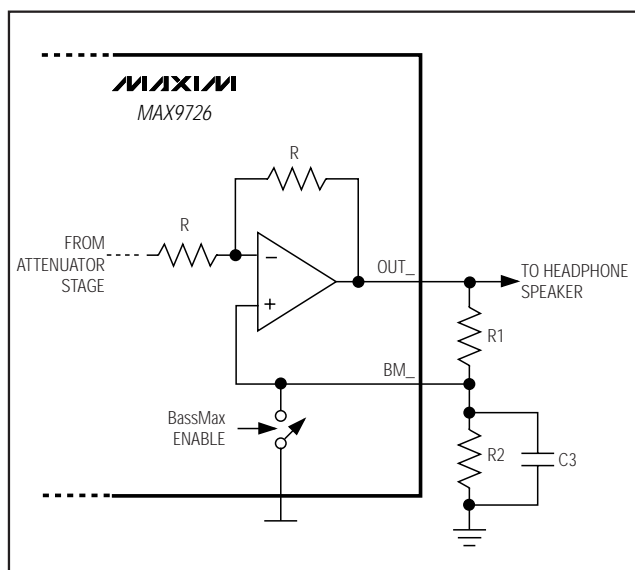 MAXIM
MAX9726
R
R
FROM
ATTENUATOR
STAGE
−
+
OUT_
TO HEADPHONE
SPEAKER
R1
BM_
BassMax
ENABLE
R2
C3